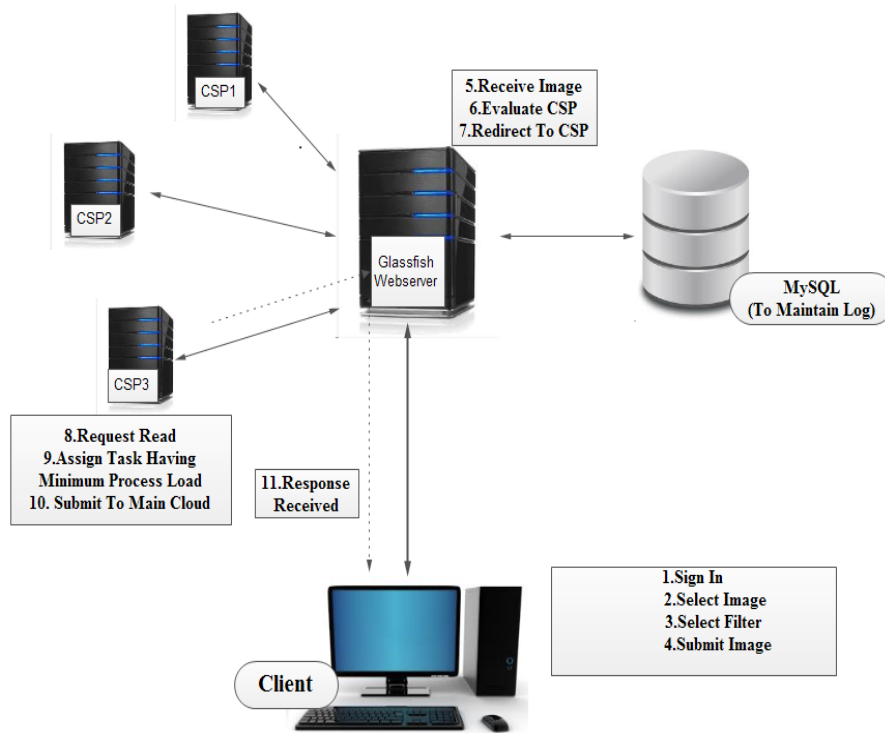 CSP1
5.Receive Image
6.Evaluate CSP
7.Redirect To CSP
CSP2
Glassfish
Webserver
MySQL
(To Maintain Log)
CSP3
8.Request Read
9.Assign Task Having
Minimum Process Load
10. Submit To Main Cloud
11.Response
Received
1.Sign In
2.Select Image
3.Select Filter
4.Submit Image
Client